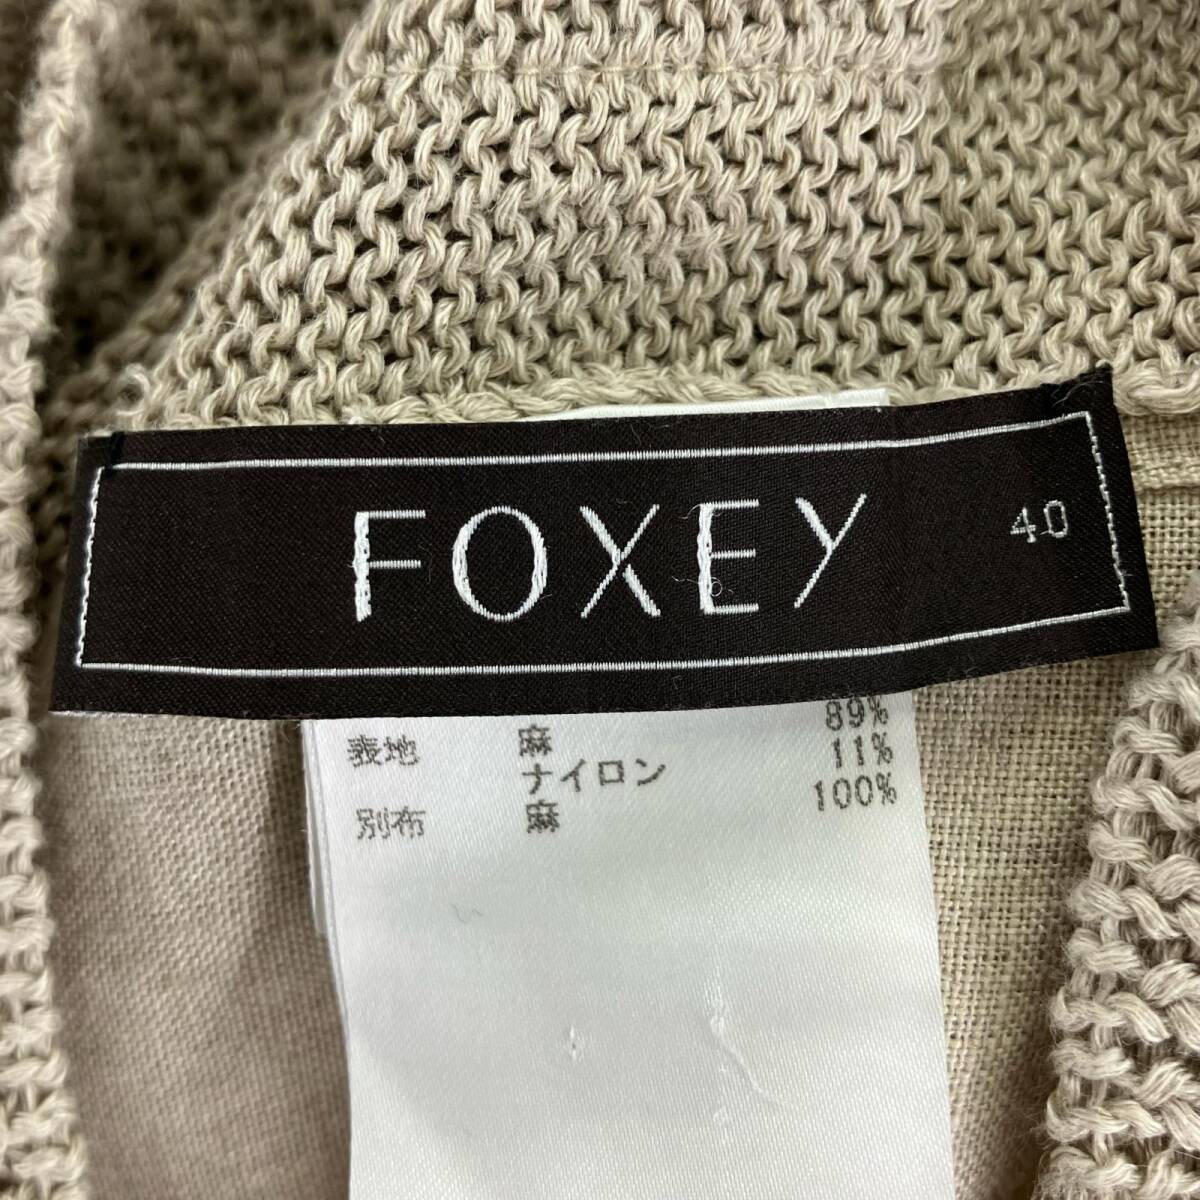 FOXEY 40
表地 麻 89%
ナイロン 11%
別布 麻 100%